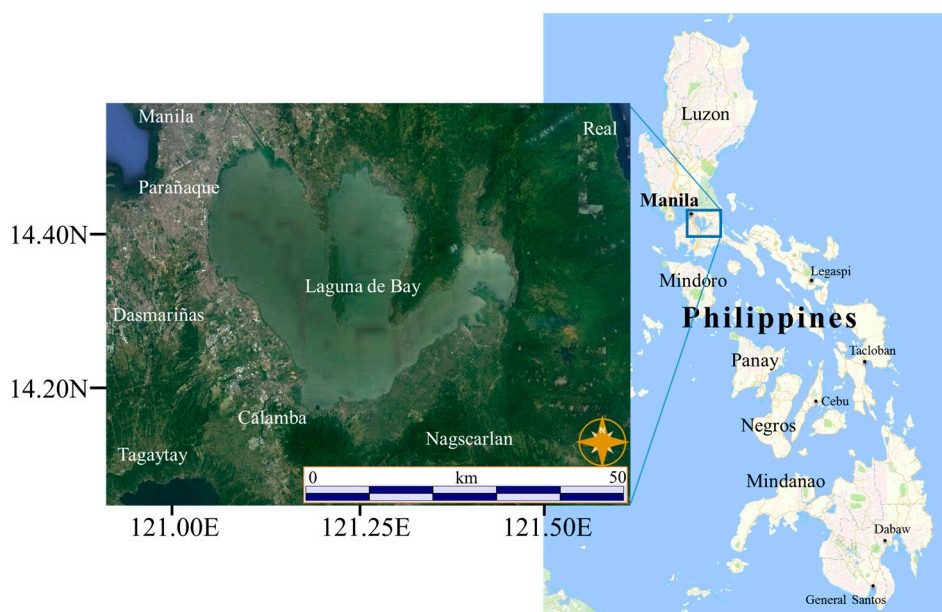 Manila
Real
Parañaque
14.40N
Laguna de Bay
Dasmariñas
14.20N
Calamba
Nagscarlan
N
Tagaytay
0 km 50
121.00E
121.25E
121.50E
Luzon
Manila
Mindoro
Legaspi
Philippines
Panay
Tacloban
Cebu
Negros
Mindanao
Dabaw
General Santos